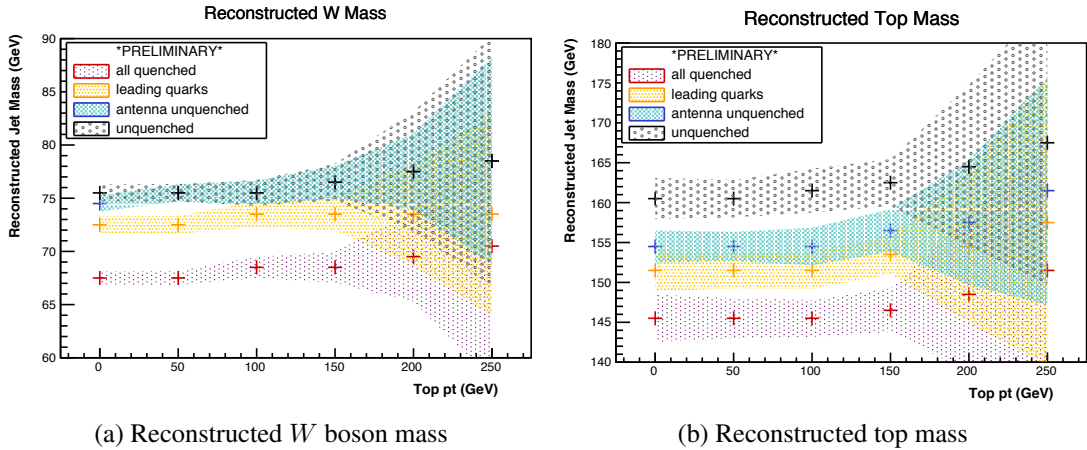 Reconstructed W Mass
Reconstructed Jet Mass (GeV)
90
85
80
75
70
65
60
*PRELIMINARY*
all quenched
leading quarks
antenna unquenched
unquenched
0 50 100 150 200 250
Top pt (GeV)
(a) Reconstructed W boson mass
Reconstructed Top Mass
Reconstructed Jet Mass (GeV)
180
175
170
165
160
155
150
145
140
*PRELIMINARY*
all quenched
leading quarks
antenna unquenched
unquenched
0 50 100 150 200 250
Top pt (GeV)
(b) Reconstructed top mass